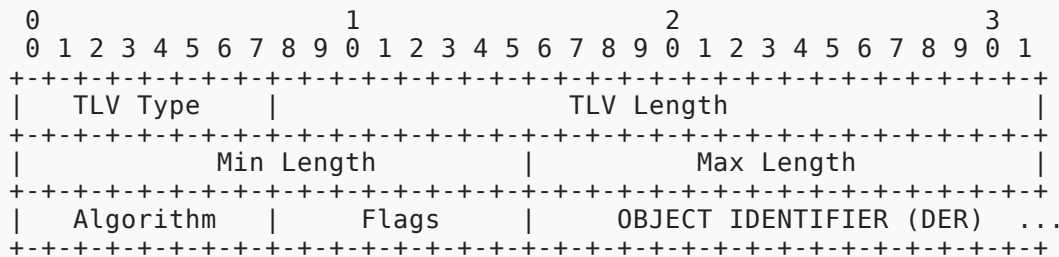 0                   1                   2                   3
 0 1 2 3 4 5 6 7 8 9 0 1 2 3 4 5 6 7 8 9 0 1 2 3 4 5 6 7 8 9 0 1
+-+-+-+-+-+-+-+-+-+-+-+-+-+-+-+-+-+-+-+-+-+-+-+-+-+-+-+-+-+-+-+-+
|   TLV Type    |                  TLV Length                   |
+-+-+-+-+-+-+-+-+-+-+-+-+-+-+-+-+-+-+-+-+-+-+-+-+-+-+-+-+-+-+-+-+
|            Min Length         |          Max Length           |
+-+-+-+-+-+-+-+-+-+-+-+-+-+-+-+-+-+-+-+-+-+-+-+-+-+-+-+-+-+-+-+-+
|   Algorithm   |     Flags     |     OBJECT IDENTIFIER (DER)  ...
+-+-+-+-+-+-+-+-+-+-+-+-+-+-+-+-+-+-+-+-+-+-+-+-+-+-+-+-+-+-+-+-+